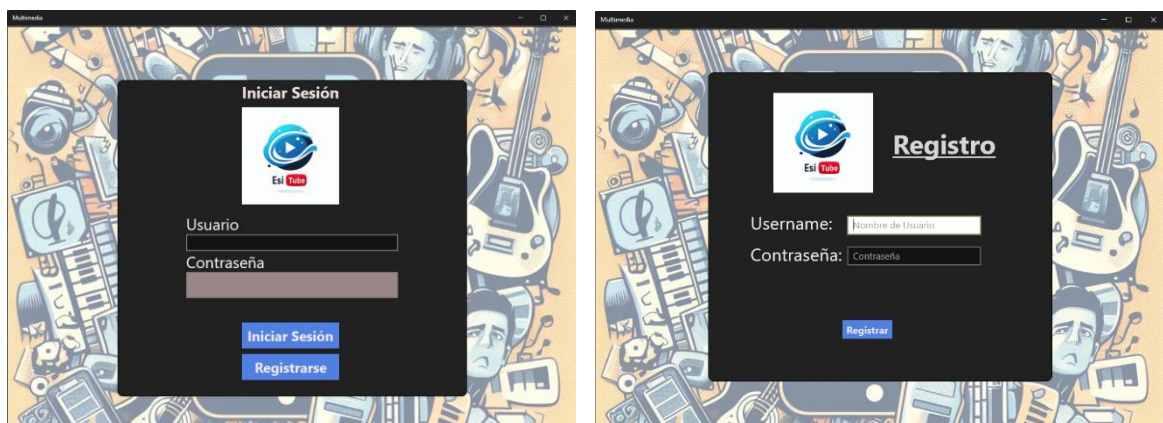 Multimedia
Iniciar Sesión
Esi Tube
Usuario
Contraseña
Iniciar Sesión
Registrarse
Multimedia
Esi Tube
Registro
Username:
Nombre de Usuario
Contraseña:
Contraseña
Registrar